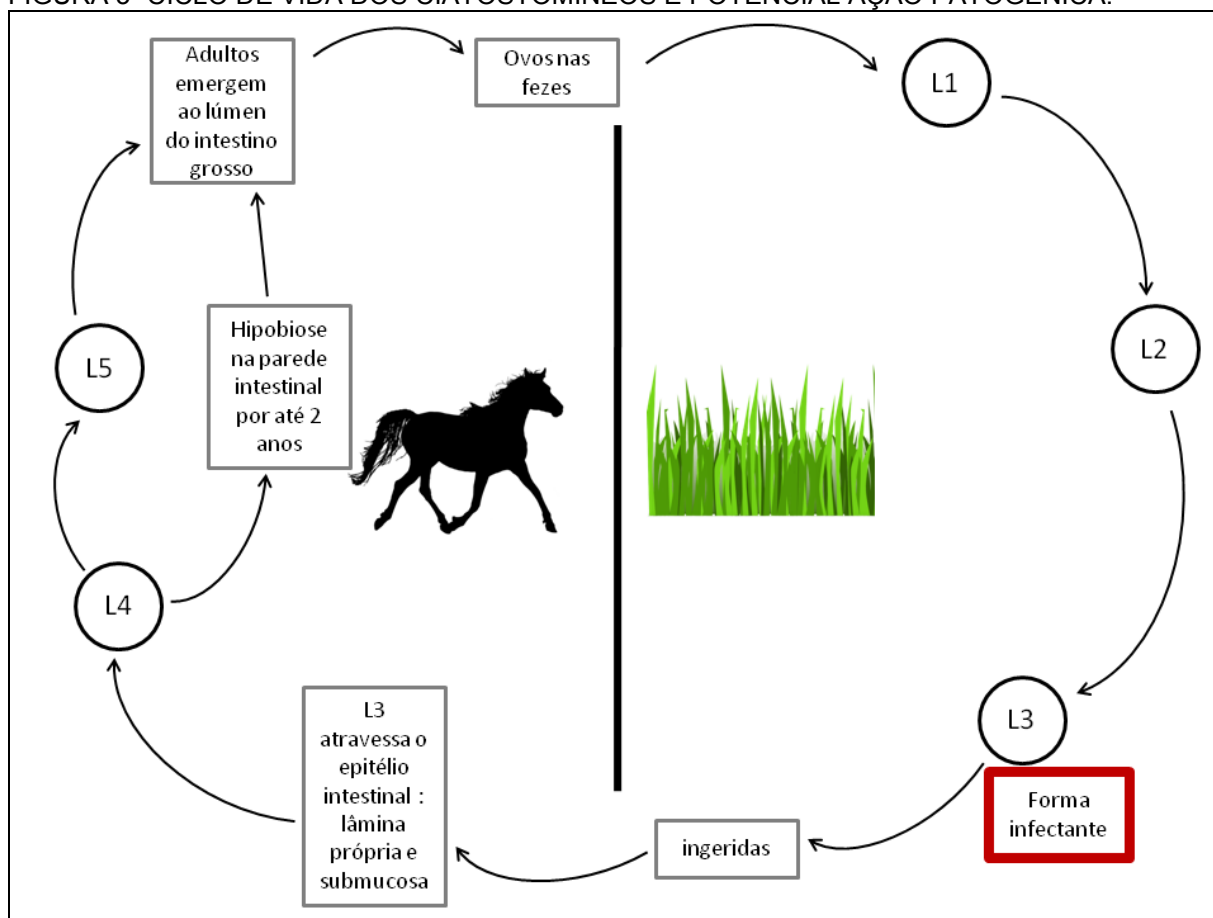 Adultos
emergem
ao lúmen
do intestino
grosso
Ovos nas
fezes
L1
L2
L3
Forma
infectante
ingeridas
L3
atravessa o
epitélio
intestinal :
lâmina
própria e
submucosa
L4
Hipobiose
na parede
intestinal
por até 2
anos
L5